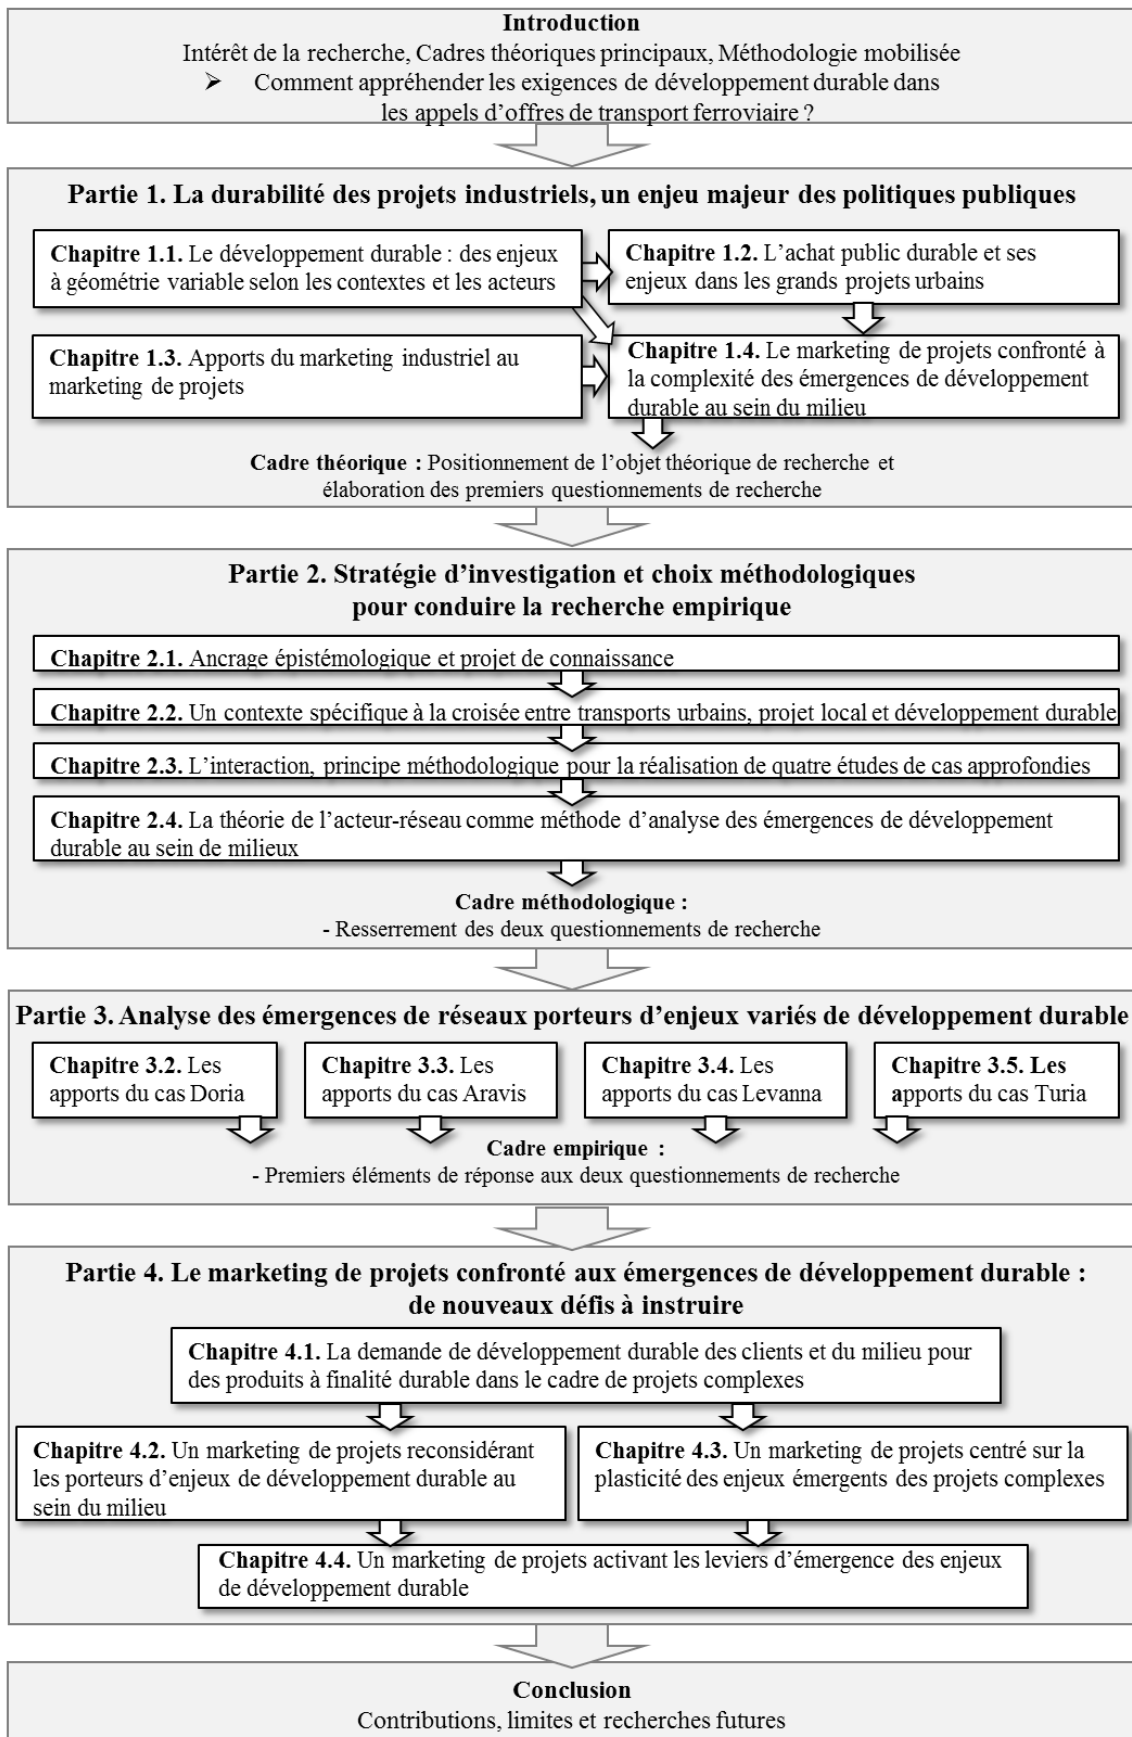 Introduction
Intérêt de la recherche, Cadres théoriques principaux, Méthodologie mobilisée
➢ Comment appréhender les exigences de développement durable dans
les appels d’offres de transport ferroviaire ?
Partie 1. La durabilité des projets industriels, un enjeu majeur des politiques publiques
Chapitre 1.1. Le développement durable : des enjeux
à géométrie variable selon les contextes et les acteurs
Chapitre 1.2. L’achat public durable et ses
enjeux dans les grands projets urbains
Chapitre 1.3. Apports du marketing industriel au
marketing de projets
Chapitre 1.4. Le marketing de projets confronté à
la complexité des émergences de développement
durable au sein du milieu
Cadre théorique : Positionnement de l’objet théorique de recherche et
élaboration des premiers questionnements de recherche
Partie 2. Stratégie d’investigation et choix méthodologiques
pour conduire la recherche empirique
Chapitre 2.1. Ancrage épistémologique et projet de connaissance
Chapitre 2.2. Un contexte spécifique à la croisée entre transports urbains, projet local et développement durable
Chapitre 2.3. L’interaction, principe méthodologique pour la réalisation de quatre études de cas approfondies
Chapitre 2.4. La théorie de l’acteur-réseau comme méthode d’analyse des émergences de développement
durable au sein de milieux
Cadre méthodologique :
- Resserrement des deux questionnements de recherche
Partie 3. Analyse des émergences de réseaux porteurs d’enjeux variés de développement durable
Chapitre 3.2. Les
apports du cas Doria
Chapitre 3.3. Les
apports du cas Aravis
Chapitre 3.4. Les
apports du cas Levanna
Chapitre 3.5. Les
apports du cas Turia
Cadre empirique :
- Premiers éléments de réponse aux deux questionnements de recherche
Partie 4. Le marketing de projets confronté aux émergences de développement durable :
de nouveaux défis à instruire
Chapitre 4.1. La demande de développement durable des clients et du milieu pour
des produits à finalité durable dans le cadre de projets complexes
Chapitre 4.2. Un marketing de projets reconsidérant
les porteurs d’enjeux de développement durable au
sein du milieu
Chapitre 4.3. Un marketing de projets centré sur la
plasticité des enjeux émergents des projets complexes
Chapitre 4.4. Un marketing de projets activant les leviers d’émergence des enjeux
de développement durable
Conclusion
Contributions, limites et recherches futures